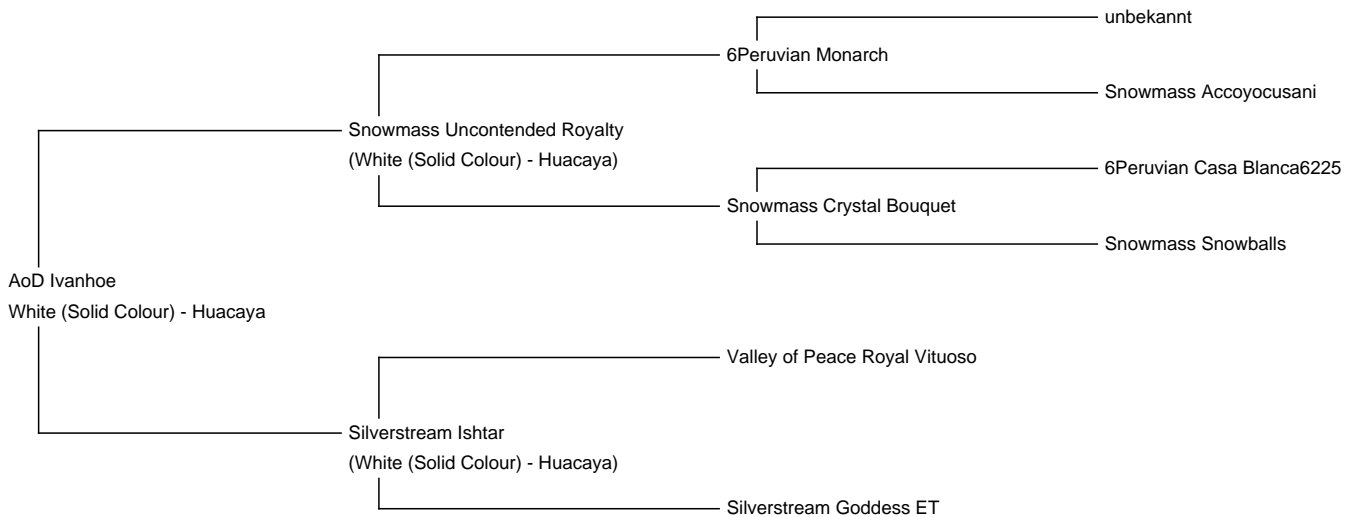 unbekannt
6Peruvian Monarch
Snowmass Accoyocusani
Snowmass Uncontended Royalty
(White (Solid Colour) - Huacaya)
6Peruvian Casa Blanca6225
Snowmass Crystal Bouquet
Snowmass Snowballs
AoD Ivanhoe
White (Solid Colour) - Huacaya
Valley of Peace Royal Vituoso
Silverstream Ishtar
(White (Solid Colour) - Huacaya)
Silverstream Goddess ET